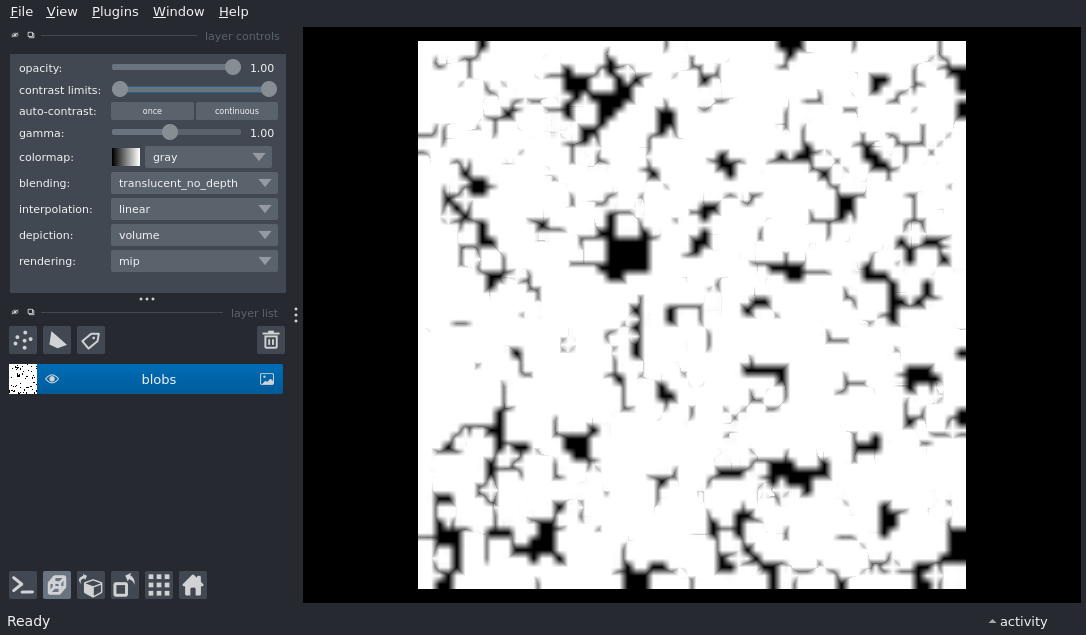 File View Plugins Window Help
layer controls
opacity: 1.00
contrast limits:
auto-contrast: once continuous
gamma: 1.00
colormap: gray
blending: translucent_no_depth
interpolation: linear
depiction: volume
rendering: mip
layer list
blobs
Ready activity